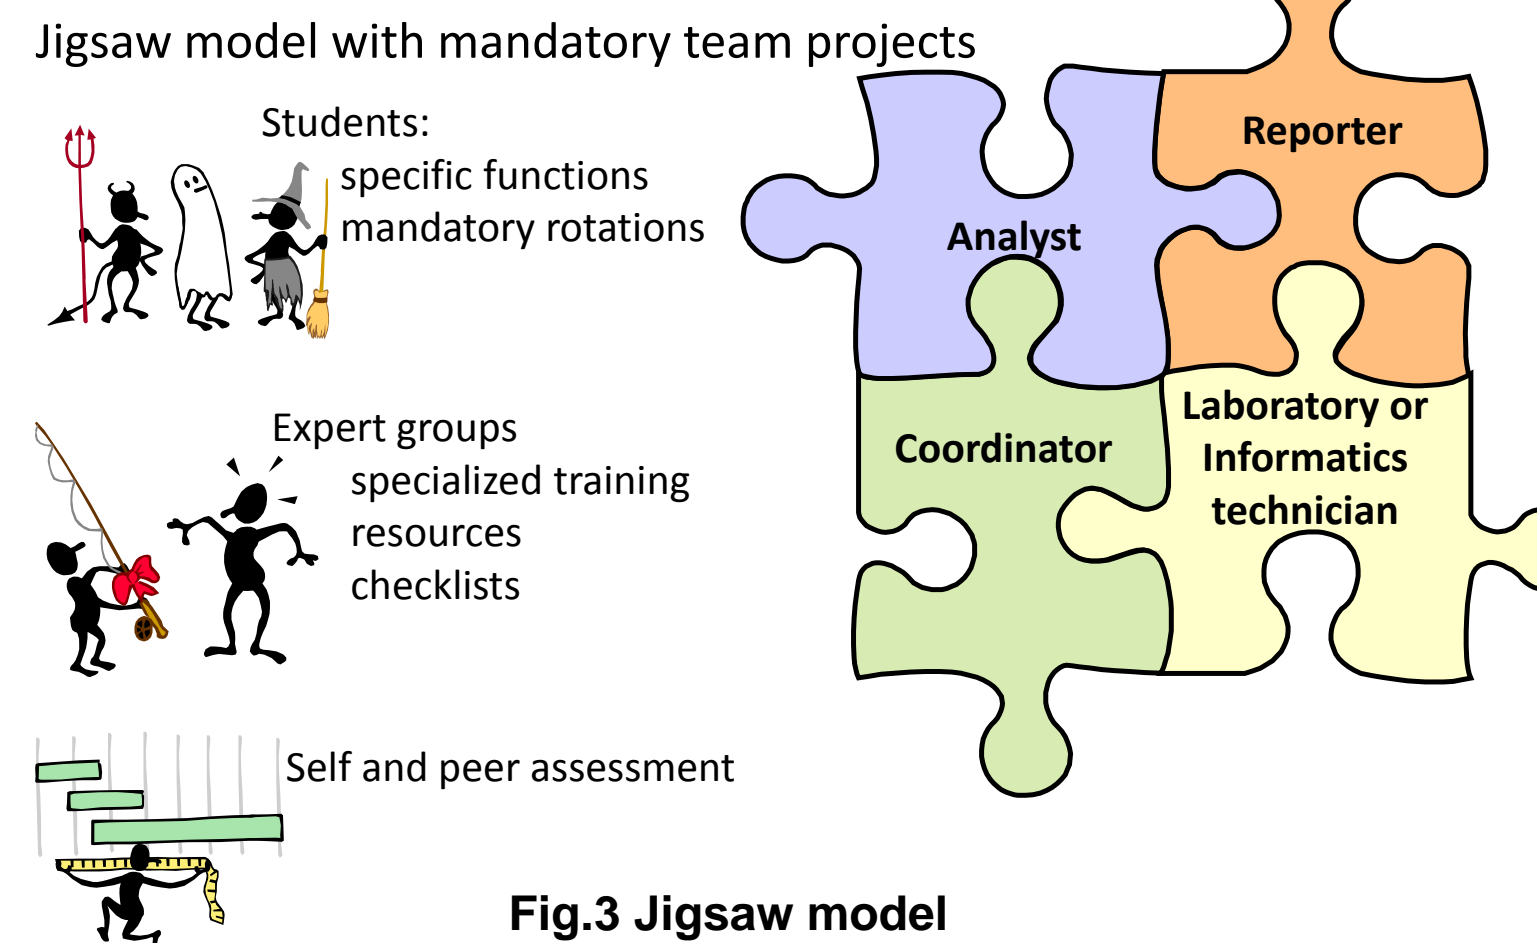 Jigsaw model with mandatory team projects
Students:
specific functions
mandatory rotations
Expert groups
specialized training
resources
checklists
Self and peer assessment
Analyst
Reporter
Coordinator
Laboratory or
Informatics
technician
Fig.3 Jigsaw model